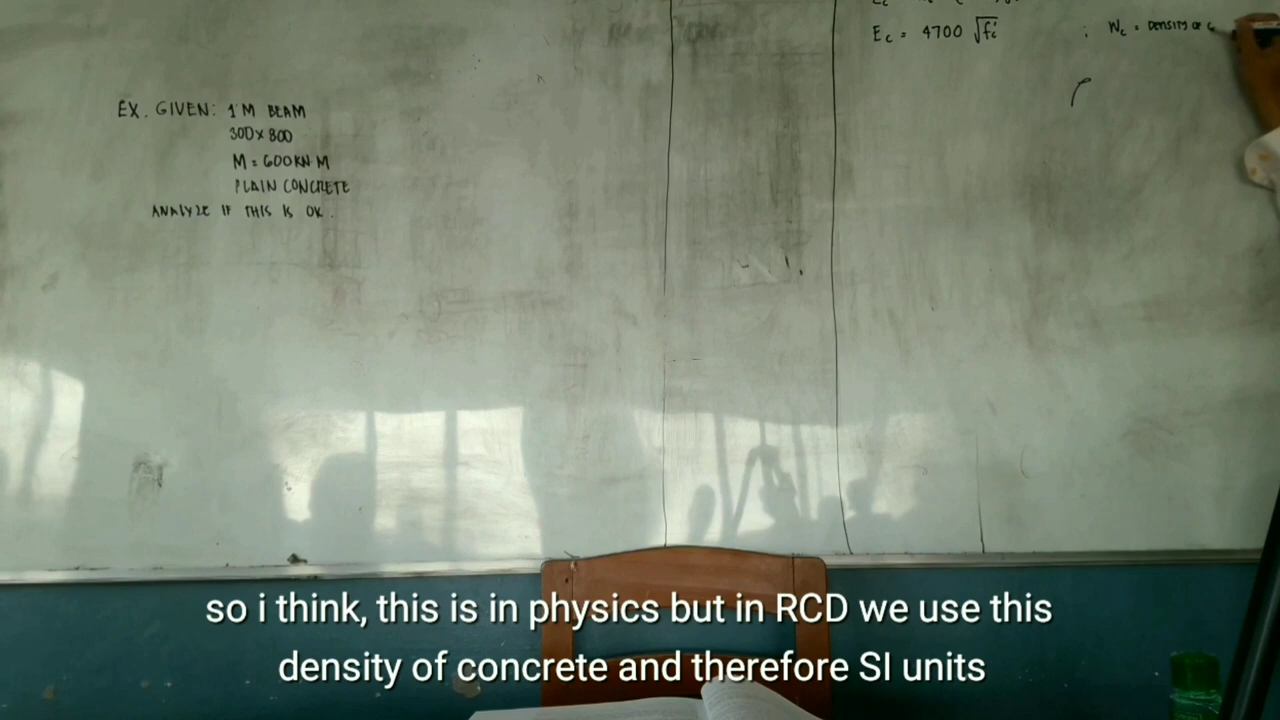 Ec = 4700 √f'c ; Wc = DENSITY OF
EX. GIVEN: 1 M BEAM
300 x 800
M = 600 KN·M
PLAIN CONCRETE
ANALYZE IF THIS IS OK.
so i think, this is in physics but in RCD we use this
density of concrete and therefore SI units